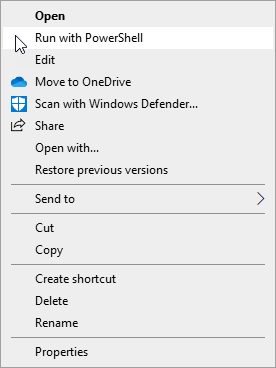 Open
Run with PowerShell
Edit
Move to OneDrive
Scan with Windows Defender...
Share
Open with...
Restore previous versions
Send to
Cut
Copy
Create shortcut
Delete
Rename
Properties